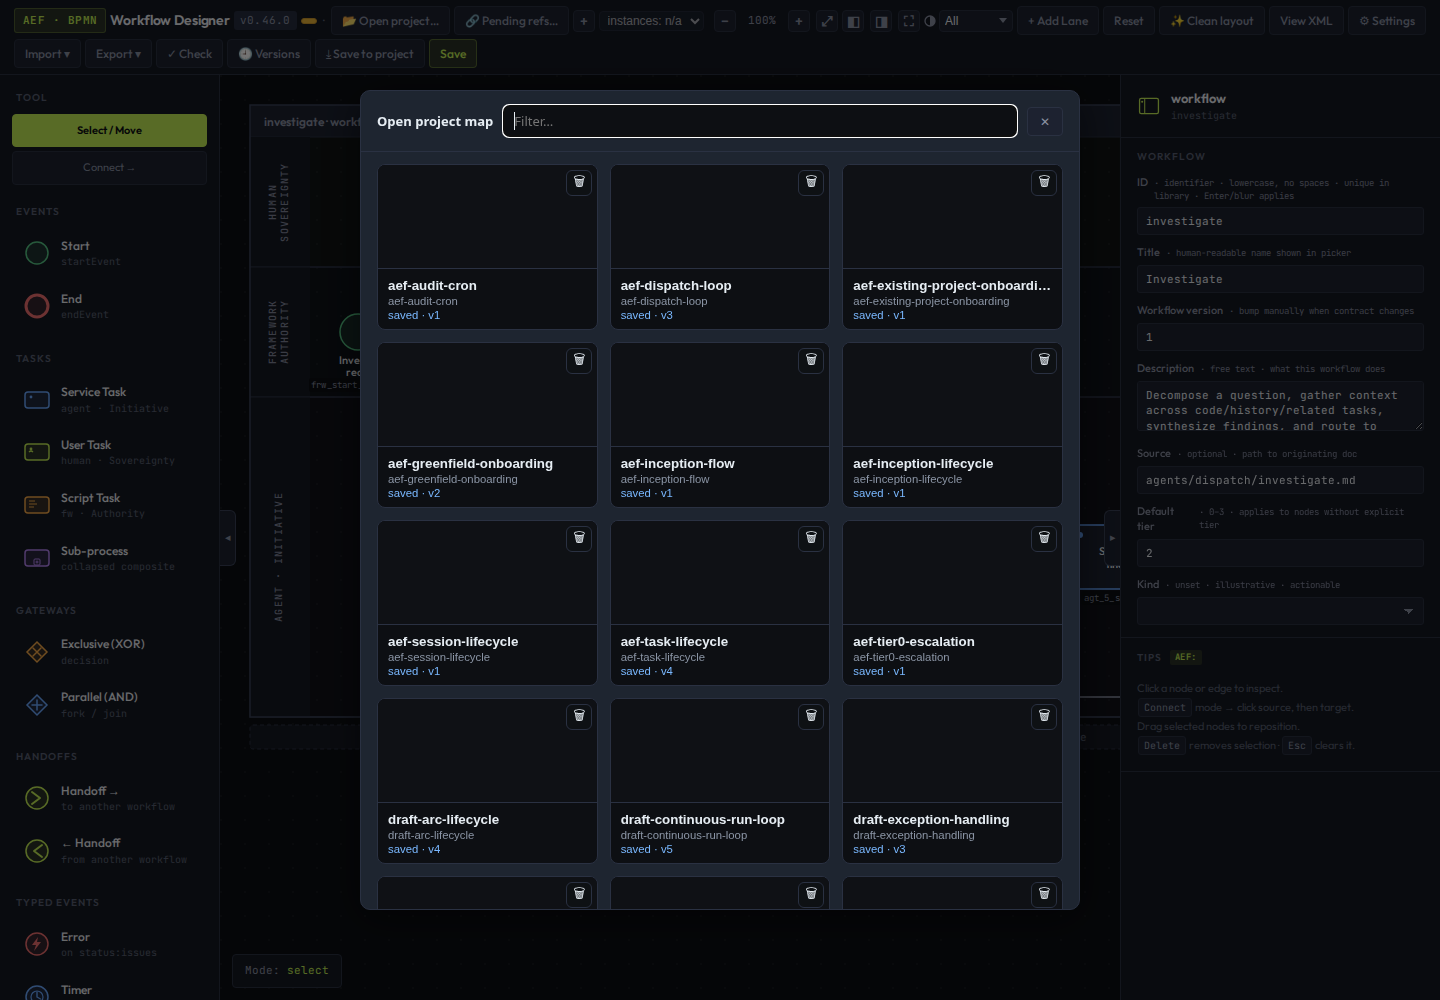 AEF · BPMN
Workflow Designer
v0.46.0
·
📂 Open project...
🔗 Pending refs...
+
instances: n/a
−
100%
+
All
+ Add Lane
Reset
✨ Clean layout
View XML
⚙ Settings
Import ▾
Export ▾
✓ Check
🕘 Versions
⤓ Save to project
Save
TOOL
Select / Move
Connect →
EVENTS
Start
startEvent
End
endEvent
TASKS
Service Task
agent · Initiative
User Task
human · Sovereignty
Script Task
fw · Authority
Sub-process
collapsed composite
GATEWAYS
Exclusive (XOR)
decision
Parallel (AND)
fork / join
HANDOFFS
Handoff →
to another workflow
← Handoff
from another workflow
TYPED EVENTS
Error
on status:issues
Timer
HUMAN
SOVEREIGNTY
FRAMEWORK
AUTHORITY
AGENT · INITIATIVE
Open project map
Filter...
×
aef-audit-cron
aef-audit-cron
saved · v1
aef-dispatch-loop
aef-dispatch-loop
saved · v3
aef-existing-project-onboardi...
aef-existing-project-onboarding
saved · v1
aef-greenfield-onboarding
aef-greenfield-onboarding
saved · v2
aef-inception-flow
aef-inception-flow
saved · v1
aef-inception-lifecycle
aef-inception-lifecycle
saved · v1
aef-session-lifecycle
aef-session-lifecycle
saved · v1
aef-task-lifecycle
aef-task-lifecycle
saved · v4
aef-tier0-escalation
aef-tier0-escalation
saved · v1
draft-arc-lifecycle
draft-arc-lifecycle
saved · v4
draft-continuous-run-loop
draft-continuous-run-loop
saved · v5
draft-exception-handling
draft-exception-handling
saved · v3
Mode: select
workflow
investigate
WORKFLOW
ID · identifier · lowercase, no spaces · unique in
library · Enter/blur applies
investigate
Title · human-readable name shown in picker
Investigate
Workflow version · bump manually when contract changes
1
Description · free text · what this workflow does
Decompose a question, gather context
across code/history/related tasks,
synthesize findings, and route to
Source · optional · path to originating doc
agents/dispatch/investigate.md
Default tier · 0–3 · applies to nodes without explicit
tier
2
Kind · unset · illustrative · actionable
TIPS AEF:
Click a node or edge to inspect.
Connect mode → click source, then target.
Drag selected nodes to reposition.
Delete removes selection · Esc clears it.